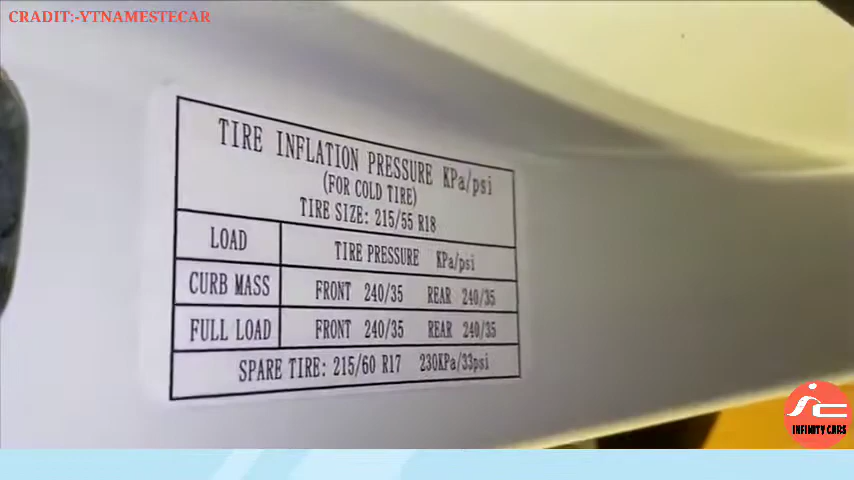 CRADIT:-YTNAMESTECAR
TIRE INFLATION PRESSURE KPa/psi
(FOR COLD TIRE)
TIRE SIZE: 215/55 R18
LOAD TIRE PRESSURE KPa/psi
CURB MASS FRONT 240/35 REAR 240/35
FULL LOAD FRONT 240/35 REAR 240/35
SPARE TIRE: 215/60 R17 230KPa/33psi
INFINITY CARS